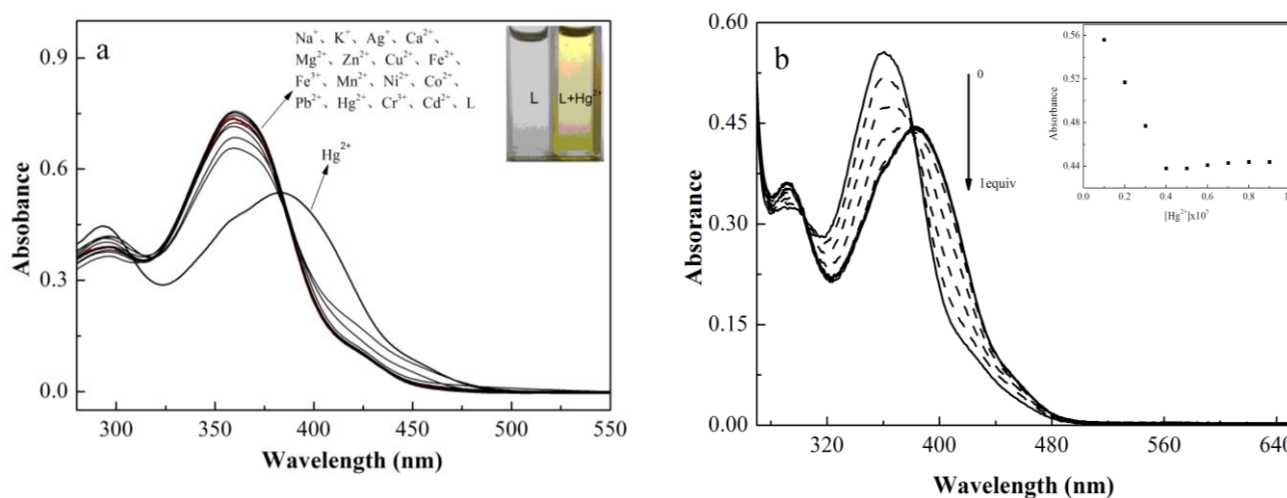 a
0.9
0.6
0.3
0.0
Absobance
Na⁺、K⁺、Ag⁺、Ca²⁺、
Mg²⁺、Zn²⁺、Cu²⁺、Fe²⁺、
Fe³⁺、Mn²⁺、Ni²⁺、Co²⁺、
Pb²⁺、Hg²⁺、Cr³⁺、Cd²⁺、L
Hg²⁺
L
L+Hg²⁺
300 350 400 450 500 550
Wavelength (nm)
b
0.60
0.45
0.30
0.15
0.00
Absorance
0
1equiv
0.56
0.52
0.48
0.44
Absorbance
0.0 0.2 0.4 0.6 0.8 1
[Hg²⁺]x10⁵
320 400 480 560 640
Wavelength (nm)